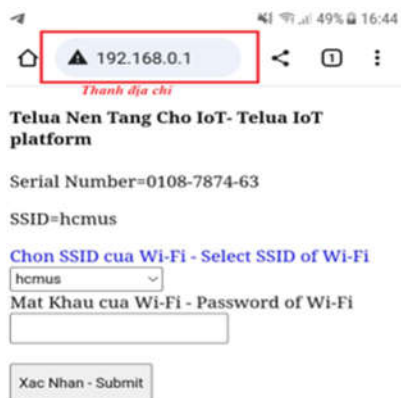 49% 16:44
192.168.0.1
1
Thanh địa chỉ
Telua Nen Tang Cho IoT- Telua IoT
platform
Serial Number=0108-7874-63
SSID=hcmus
Chon SSID cua Wi-Fi - Select SSID of Wi-Fi
hcmus
Mat Khau cua Wi-Fi - Password of Wi-Fi
Xac Nhan - Submit